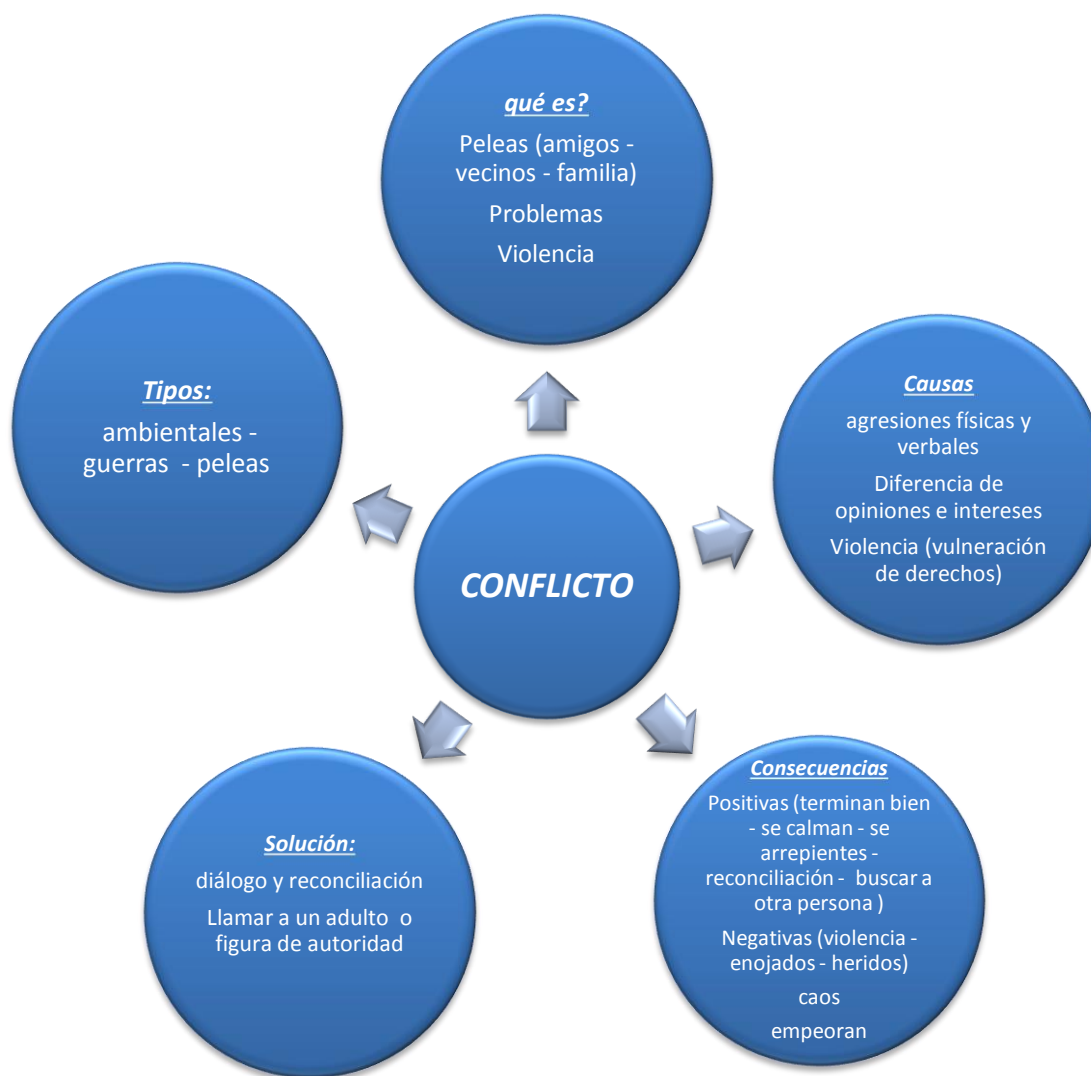 qué es?
Peleas (amigos -
vecinos - familia)
Problemas
Violencia
Causas
agresiones físicas y
verbales
Diferencia de
opiniones e intereses
Violencia (vulneración
de derechos)
Consecuencias
Positivas (terminan bien
- se calman - se
arrepientes -
reconciliación - buscar a
otra persona )
Negativas (violencia -
enojados - heridos)
caos
empeoran
Solución:
diálogo y reconciliación
Llamar a un adulto o
figura de autoridad
Tipos:
ambientales -
guerras - peleas
CONFLICTO